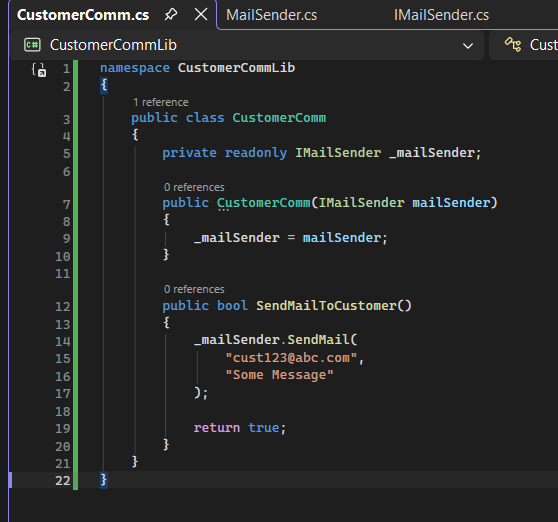 CustomerComm.cs MailSender.cs IMailSender.cs
C# CustomerCommLib Cust
1 namespace CustomerCommLib
2 {
1 reference
3 public class CustomerComm
4 {
5 private readonly IMailSender _mailSender;
6
0 references
7 public CustomerComm(IMailSender mailSender)
8 {
9 _mailSender = mailSender;
10 }
11
0 references
12 public bool SendMailToCustomer()
13 {
14 _mailSender.SendMail(
15 "cust123@abc.com",
16 "Some Message"
17 );
18
19 return true;
20 }
21 }
22 }